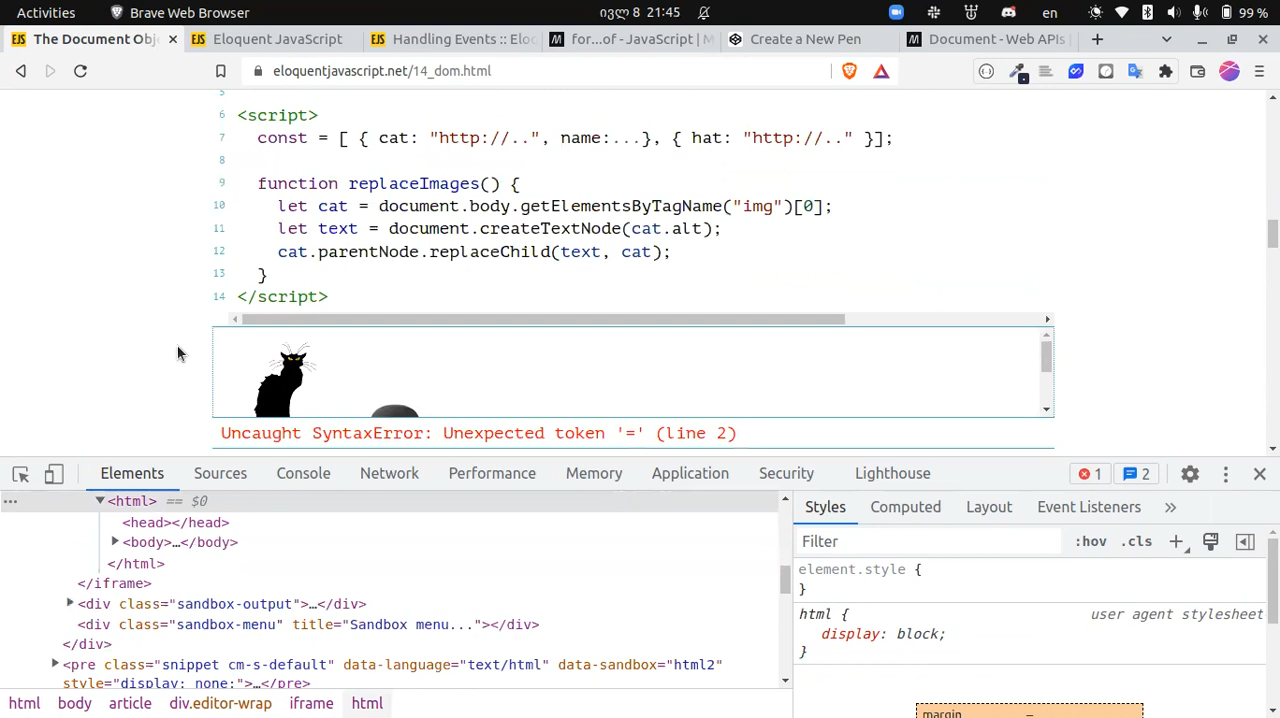 Activities Brave Web Browser ივლ 8 21:45 en 99 %
The Document Obj Eloquent JavaScript Handling Events :: Elo for...of - JavaScript | M Create a New Pen Document - Web APIs |
eloquentjavascript.net/14_dom.html
5
6 <script>
7 const = [ { cat: "http://..", name:...}, { hat: "http://.." }];
8
9 function replaceImages() {
10 let cat = document.body.getElementsByTagName("img")[0];
11 let text = document.createTextNode(cat.alt);
12 cat.parentNode.replaceChild(text, cat);
13 }
14 </script>
Uncaught SyntaxError: Unexpected token '=' (line 2)
Elements Sources Console Network Performance Memory Application Security Lighthouse 1 2
<html> == $0
<head></head>
<body>…</body>
</html>
</iframe>
<div class="sandbox-output">…</div>
<div class="sandbox-menu" title="Sandbox menu..."></div>
</div>
<pre class="snippet cm-s-default" data-language="text/html" data-sandbox="html2"
style="display: none;">…</pre>
html body article div.editor-wrap iframe html
Styles Computed Layout Event Listeners »
Filter :hov .cls
element.style {
}
html { user agent stylesheet
display: block;
}
margin –